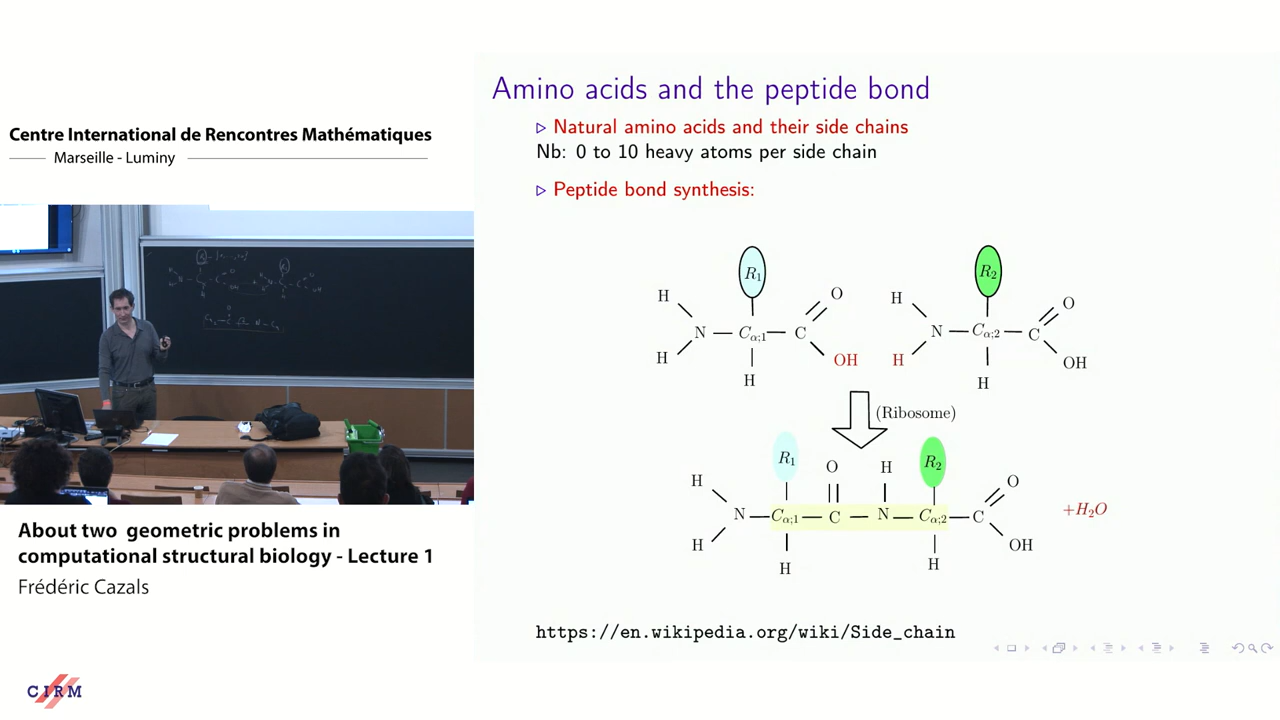 Centre International de Rencontres Mathématiques
Marseille - Luminy
About two geometric problems in
computational structural biology - Lecture 1
Frédéric Cazals
CIRM
Amino acids and the peptide bond
▷ Natural amino acids and their side chains
Nb: 0 to 10 heavy atoms per side chain
▷ Peptide bond synthesis:
R1 R2
H O H O
N Cα;1 C N Cα;2 C
H OH H OH
H H
(Ribosome)
R1 O H R2
H O
N Cα;1 C N Cα;2 C +H2O
H OH
H H
https://en.wikipedia.org/wiki/Side_chain